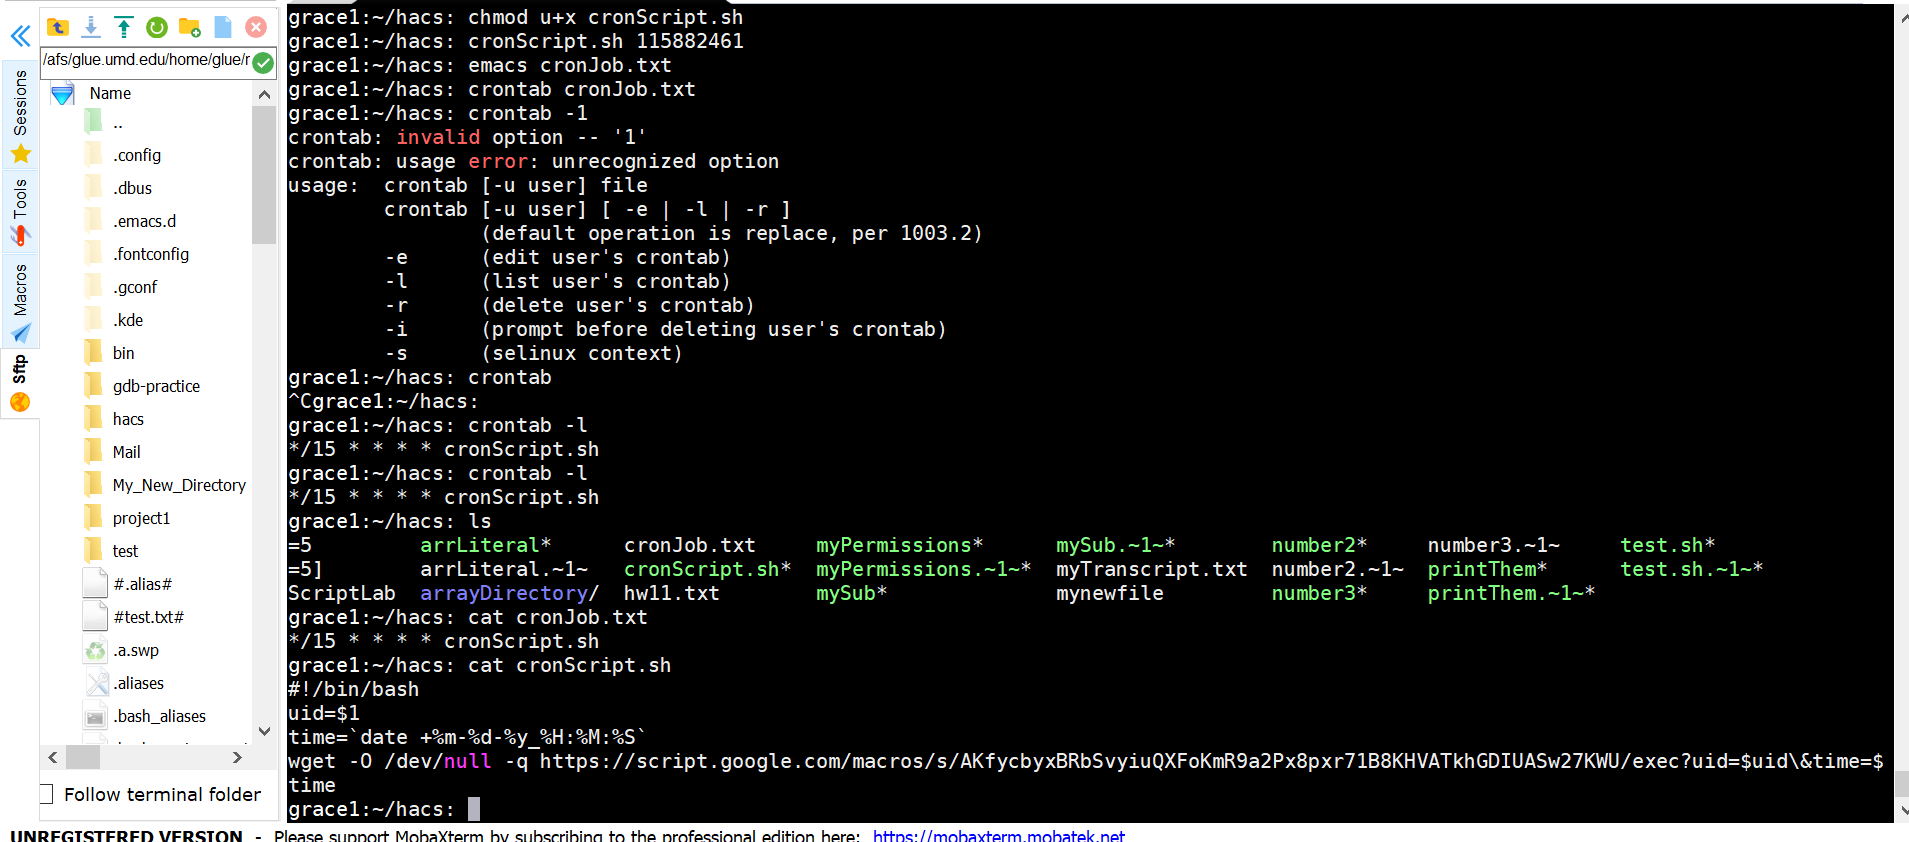 /afs/glue.umd.edu/home/glue/r
Sessions
Tools
Macros
Sftp
Name
..
.config
.dbus
.emacs.d
.fontconfig
.gconf
.kde
bin
gdb-practice
hacs
Mail
My_New_Directory
project1
test
#.alias#
#test.txt#
.a.swp
.aliases
.bash_aliases
Follow terminal folder
grace1:~/hacs: chmod u+x cronScript.sh
grace1:~/hacs: cronScript.sh 115882461
grace1:~/hacs: emacs cronJob.txt
grace1:~/hacs: crontab cronJob.txt
grace1:~/hacs: crontab -1
crontab: invalid option -- '1'
crontab: usage error: unrecognized option
usage:  crontab [-u user] file
        crontab [-u user] [ -e | -l | -r ]
                (default operation is replace, per 1003.2)
        -e      (edit user's crontab)
        -l      (list user's crontab)
        -r      (delete user's crontab)
        -i      (prompt before deleting user's crontab)
        -s      (selinux context)
grace1:~/hacs: crontab
^Cgrace1:~/hacs:
grace1:~/hacs: crontab -l
*/15 * * * * cronScript.sh
grace1:~/hacs: crontab -l
*/15 * * * * cronScript.sh
grace1:~/hacs: ls
=5         arrLiteral*      cronJob.txt     myPermissions*      mySub.~1~*        number2*     number3.~1~     test.sh*
=5]        arrLiteral.~1~   cronScript.sh*  myPermissions.~1~*  myTranscript.txt  number2.~1~  printThem*      test.sh.~1~*
ScriptLab  arrayDirectory/  hw11.txt        mySub*              mynewfile         number3*     printThem.~1~*
grace1:~/hacs: cat cronJob.txt
*/15 * * * * cronScript.sh
grace1:~/hacs: cat cronScript.sh
#!/bin/bash
uid=$1
time=`date +%m-%d-%y_%H:%M:%S`
wget -O /dev/null -q https://script.google.com/macros/s/AKfycbyxBRbSvyiuQXFoKmR9a2Px8pxr71B8KHVATkhGDIUASw27KWU/exec?uid=$uid\&time=$
time
grace1:~/hacs:
UNREGISTERED VERSION  -  Please support MobaXterm by subscribing to the professional edition here:  https://mobaxterm.mobatek.net